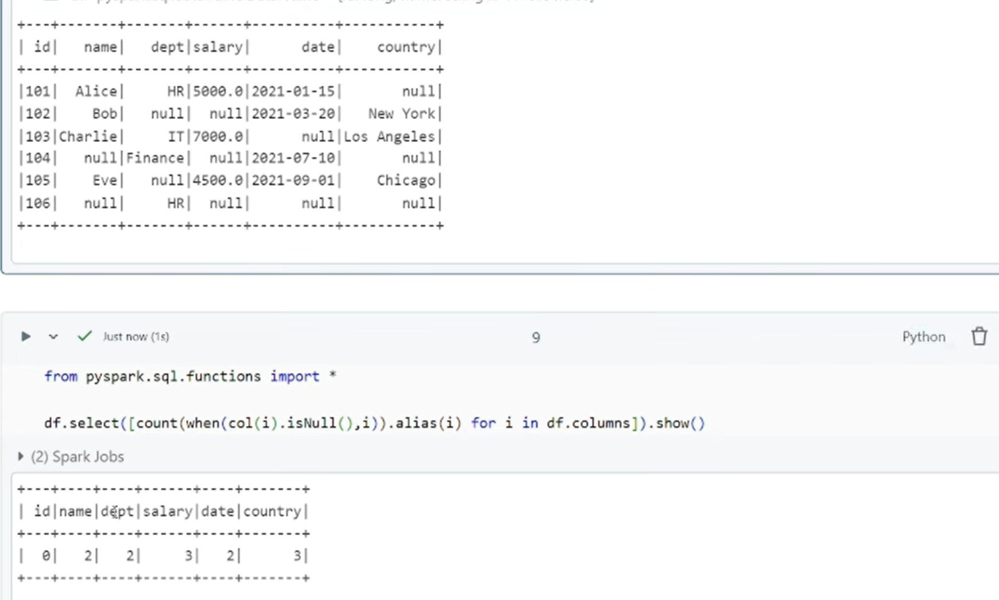 +---+-------+-------+------+----------+-----------+
| id|   name|   dept|salary|      date|    country|
+---+-------+-------+------+----------+-----------+
|101|  Alice|     HR|5000.0|2021-01-15|       null|
|102|    Bob|   null|  null|2021-03-20|   New York|
|103|Charlie|     IT|7000.0|      null|Los Angeles|
|104|   null|Finance|  null|2021-07-10|       null|
|105|    Eve|   null|4500.0|2021-09-01|    Chicago|
|106|   null|     HR|  null|      null|       null|
+---+-------+-------+------+----------+-----------+
Just now (1s) 9 Python
from pyspark.sql.functions import *
df.select([count(when(col(i).isNull(),i)).alias(i) for i in df.columns]).show()
(2) Spark Jobs
+---+----+----+------+----+-------+
| id|name|dept|salary|date|country|
+---+----+----+------+----+-------+
|  0|   2|   2|     3|   2|      3|
+---+----+----+------+----+-------+